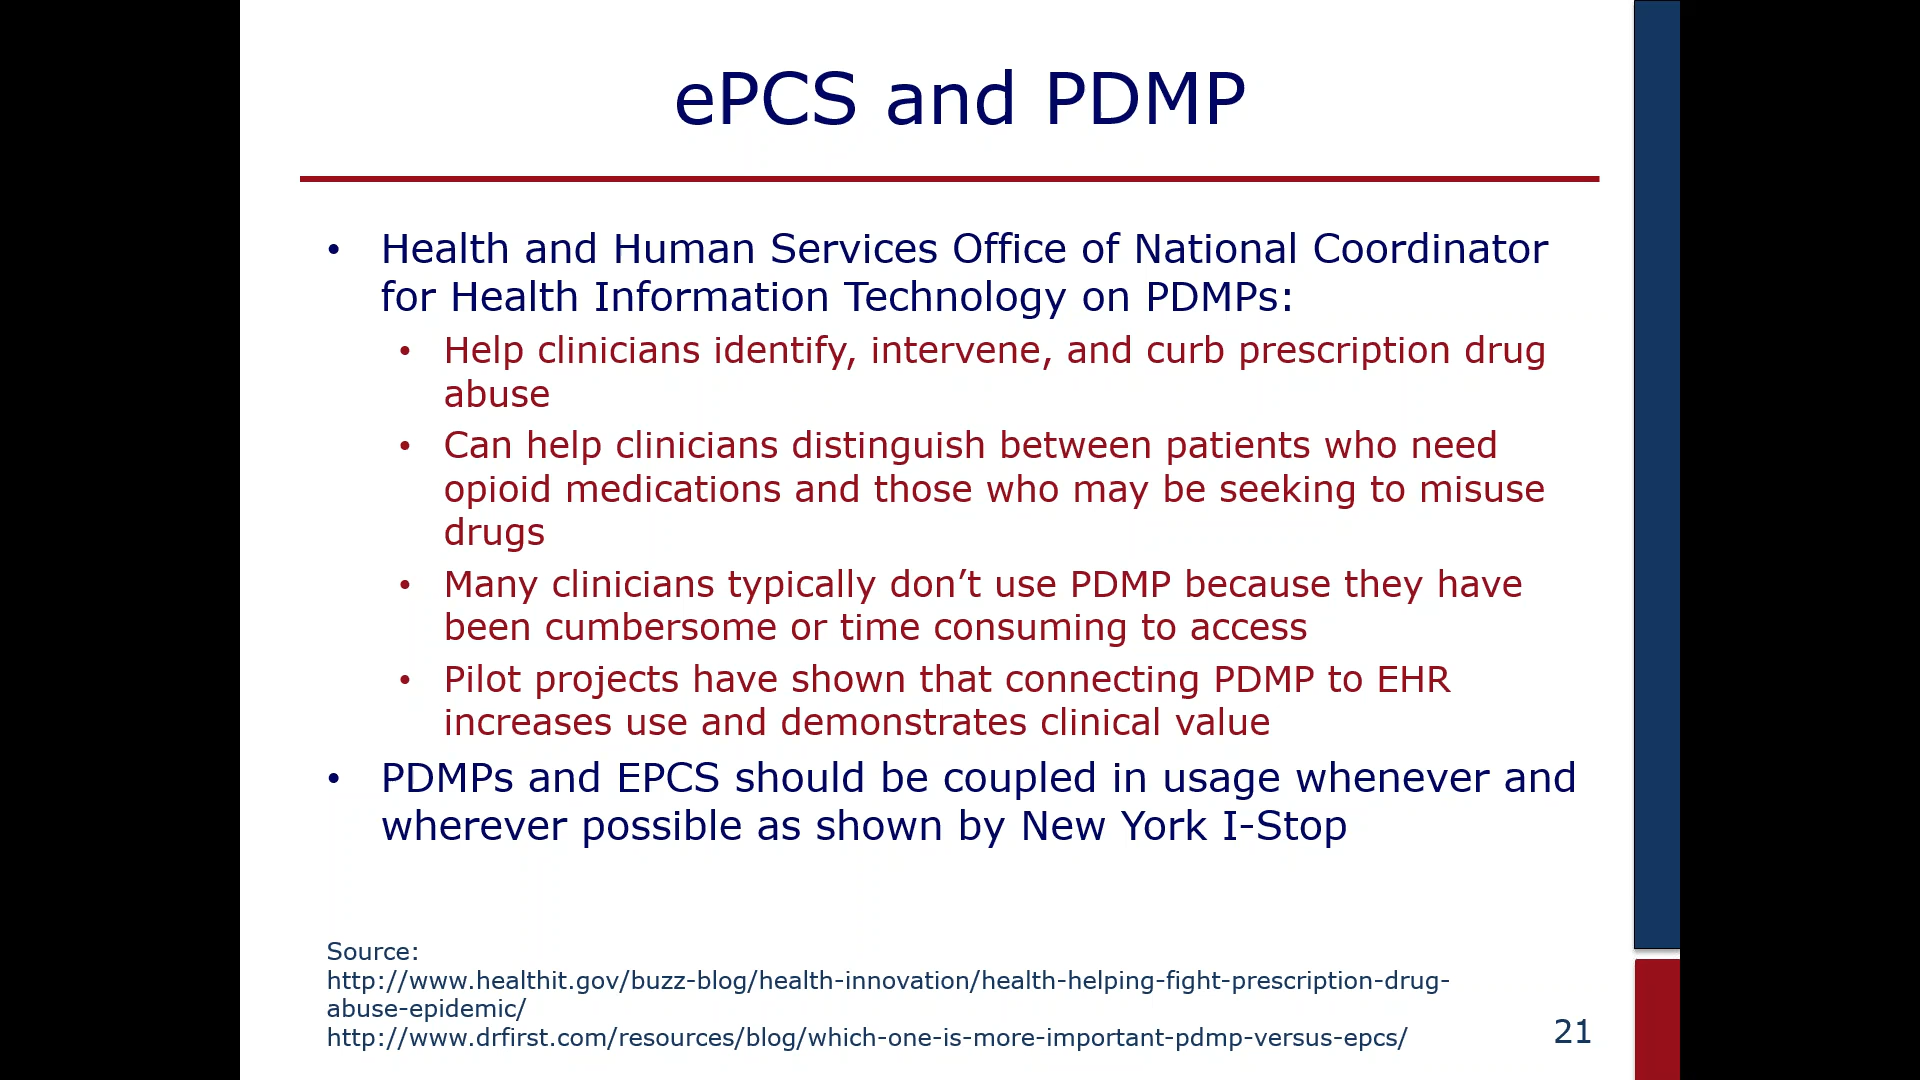 ePCS and PDMP
• Health and Human Services Office of National Coordinator
for Health Information Technology on PDMPs:
• Help clinicians identify, intervene, and curb prescription drug
abuse
• Can help clinicians distinguish between patients who need
opioid medications and those who may be seeking to misuse
drugs
• Many clinicians typically don’t use PDMP because they have
been cumbersome or time consuming to access
• Pilot projects have shown that connecting PDMP to EHR
increases use and demonstrates clinical value
• PDMPs and EPCS should be coupled in usage whenever and
wherever possible as shown by New York I-Stop
Source:
http://www.healthit.gov/buzz-blog/health-innovation/health-helping-fight-prescription-drug-
abuse-epidemic/
http://www.drfirst.com/resources/blog/which-one-is-more-important-pdmp-versus-epcs/
21